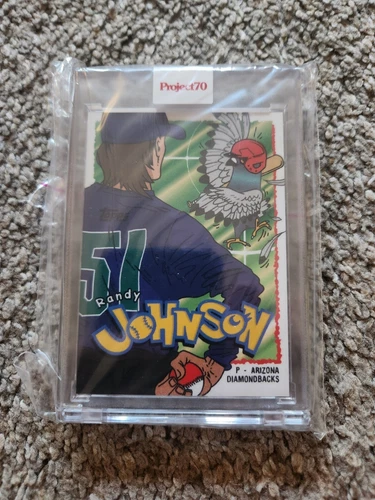 Project70
51
Randy
JOHNSON
P - ARIZONA
DIAMONDBACKS